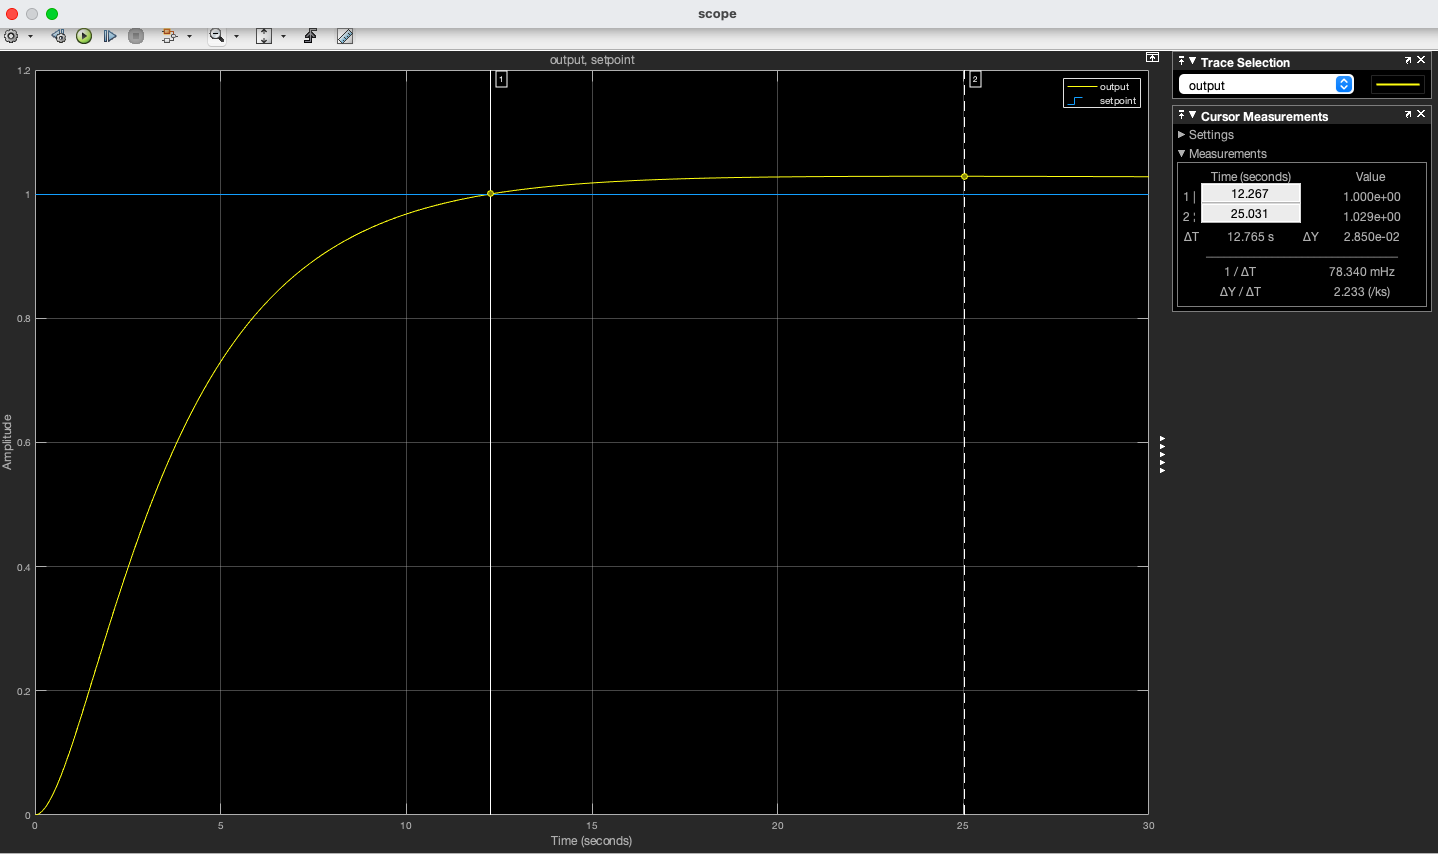 scope
output, setpoint
1.2
1
0.8
0.6
0.4
0.2
0
Amplitude
1
2
output
setpoint
0
5
10
15
20
25
30
Time (seconds)
Trace Selection
output
Cursor Measurements
Settings
Measurements
Time (seconds) Value
1 | 12.267 1.000e+00
2 ¦ 25.031 1.029e+00
ΔT 12.765 s ΔY 2.850e-02
1 / ΔT 78.340 mHz
ΔY / ΔT 2.233 (/ks)